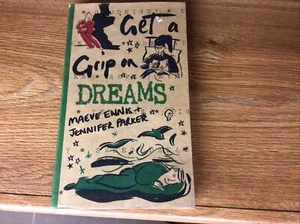 Get a
Grip on
DREAMS
MAEVE ENNIS +
JENNIFER PARKER